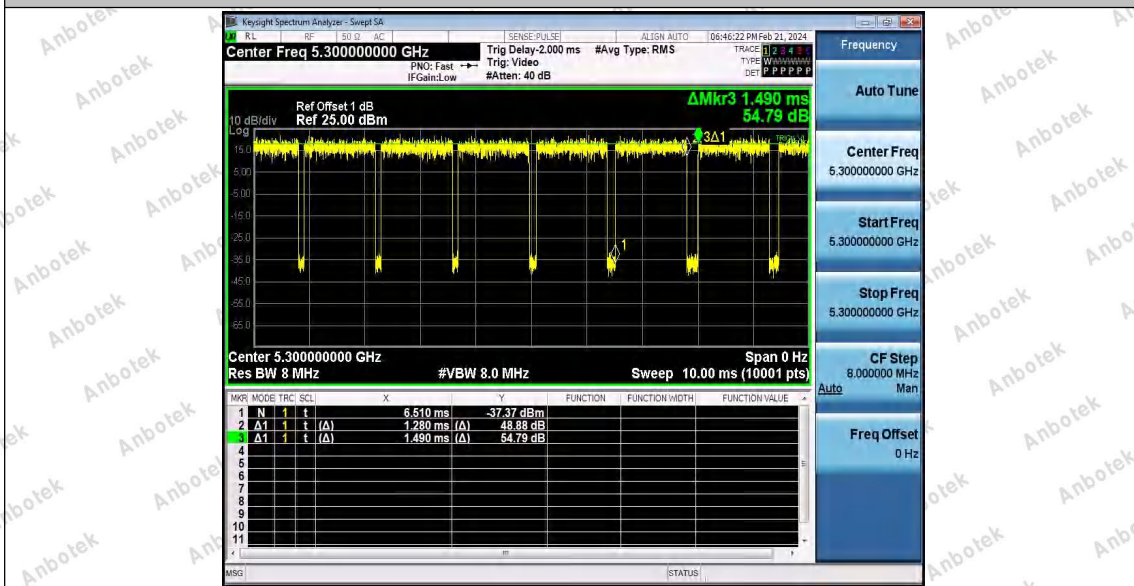 Keysight Spectrum Analyzer - Swept SA
RL RF 50 Ω AC SENSE:PULSE ALIGN AUTO 06:46:22 PM Feb 21, 2024
Center Freq 5.300000000 GHz
Trig Delay-2.000 ms #Avg Type: RMS
TRACE 1 2 3 4 5 6
PNO: Fast Trig: Video
TYPE
IFGain:Low #Atten: 40 dB
DET P P P P P P
ΔMkr3 1.490 ms
54.79 dB
Ref Offset 1 dB
10 dB/div Ref 25.00 dBm
Log
15.0
5.00
-5.00
-15.0
-25.0
-35.0
-45.0
-55.0
-65.0
3Δ1
1
Center 5.300000000 GHz Span 0 Hz
Res BW 8 MHz #VBW 8.0 MHz Sweep 10.00 ms (10001 pts)
MKR MODE TRC SCL X Y FUNCTION FUNCTION WIDTH FUNCTION VALUE
1 N 1 t 6.510 ms -37.37 dBm
2 Δ1 1 t (Δ) 1.280 ms (Δ) 48.88 dB
3 Δ1 1 t (Δ) 1.490 ms (Δ) 54.79 dB
4
5
6
7
8
9
10
11
MSG STATUS
Frequency
Auto Tune
Center Freq
5.300000000 GHz
Start Freq
5.300000000 GHz
Stop Freq
5.300000000 GHz
CF Step
8.000000 MHz
Auto Man
Freq Offset
0 Hz
Anbotek